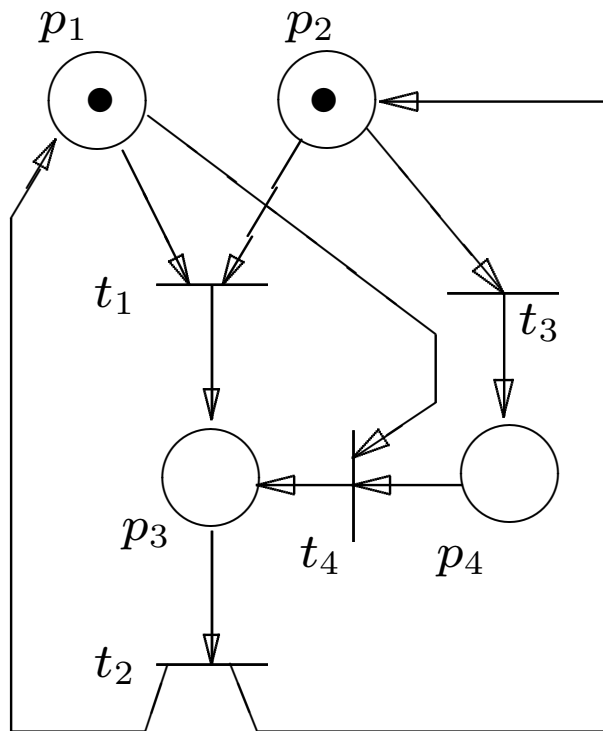 p₁ p₂
t₁ t₃
p₃ t₄ p₄
t₂